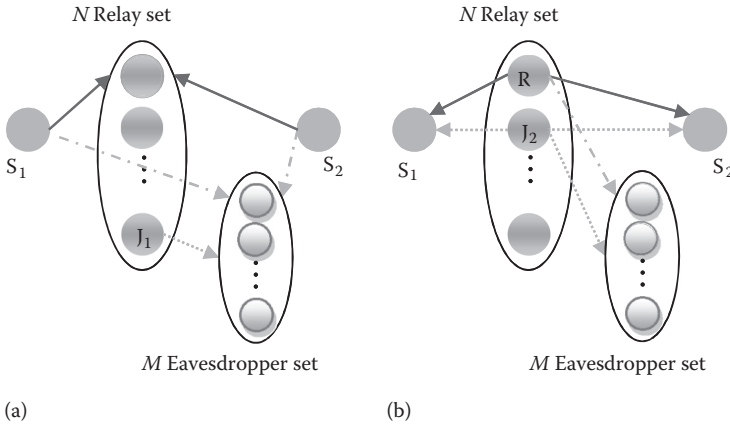 N Relay set
S1
S2
J1
M Eavesdropper set
(a)
N Relay set
R
J2
S1
S2
M Eavesdropper set
(b)